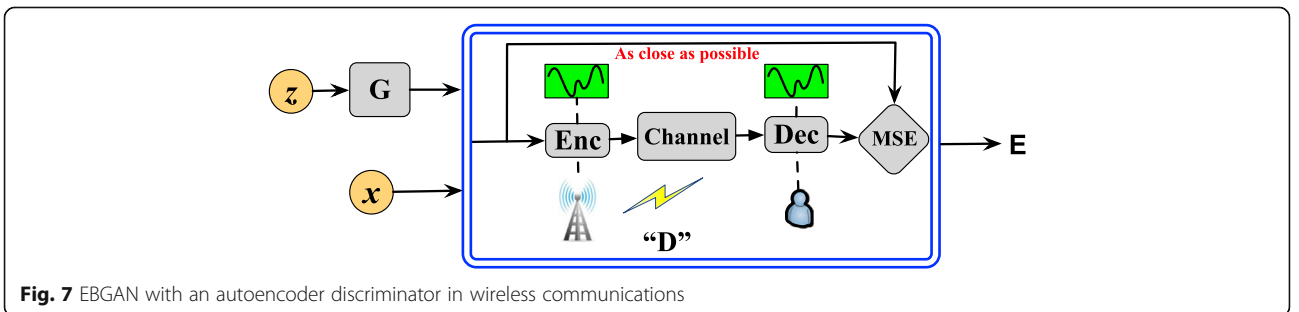 As close as possible
z
G
Enc
Channel
Dec
MSE
E
x
“D”
Fig. 7 EBGAN with an autoencoder discriminator in wireless communications